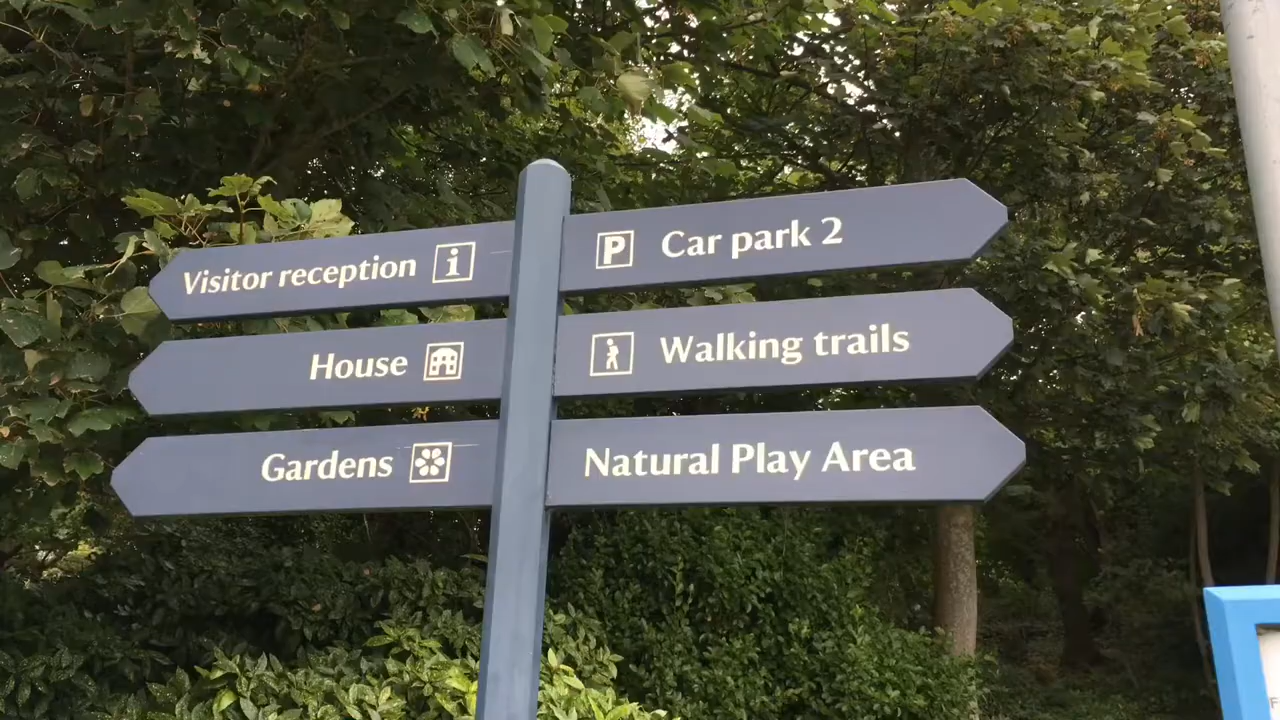 Visitor reception i
P Car park 2
House
Walking trails
Gardens
Natural Play Area
F